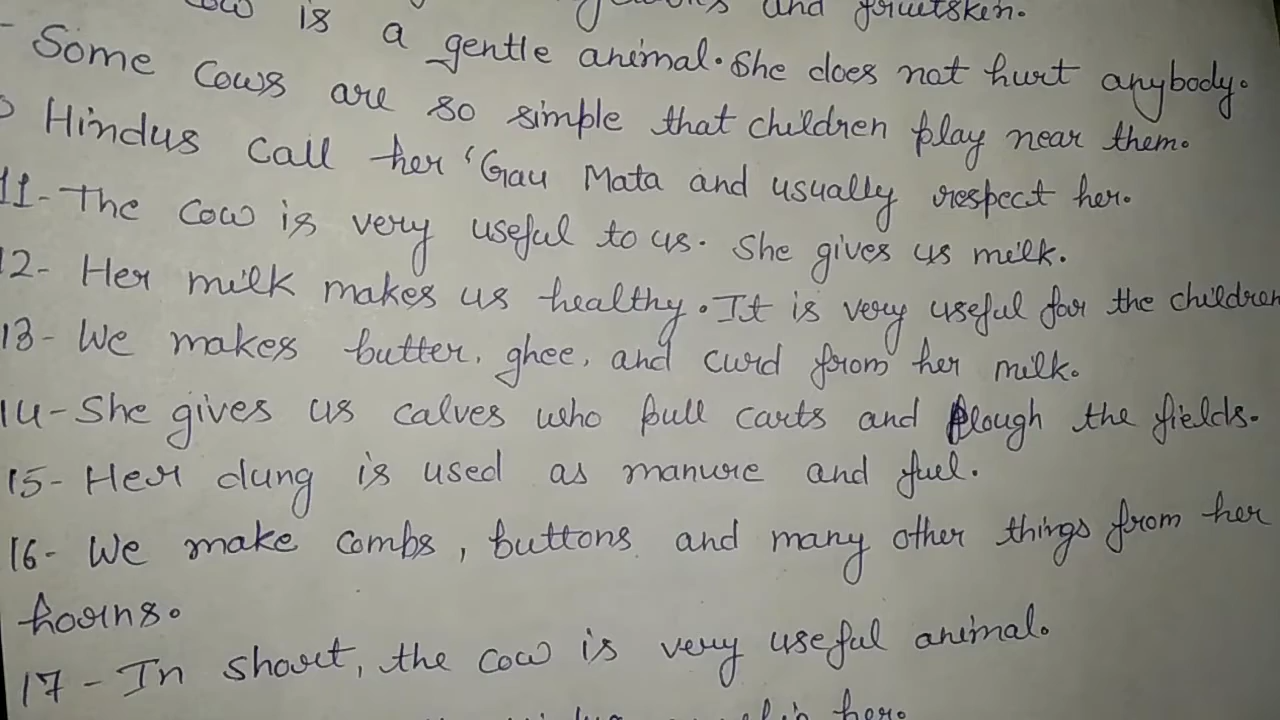 cow is a gentle animal. She does not hurt anybody.
- Some cows are so simple that children play near them.
Hindus call her 'Gau Mata and usually respect her.
11- The cow is very useful to us. She gives us milk.
12- Her milk makes us healthy. It is very useful for the children
13- We makes butter, ghee, and curd from her milk.
14- She gives us calves who pull carts and plough the fields.
15- Her dung is used as manure and fuel.
16- We make combs, buttons and many other things from her
horns.
17- In short, the cow is very useful animal.
her.